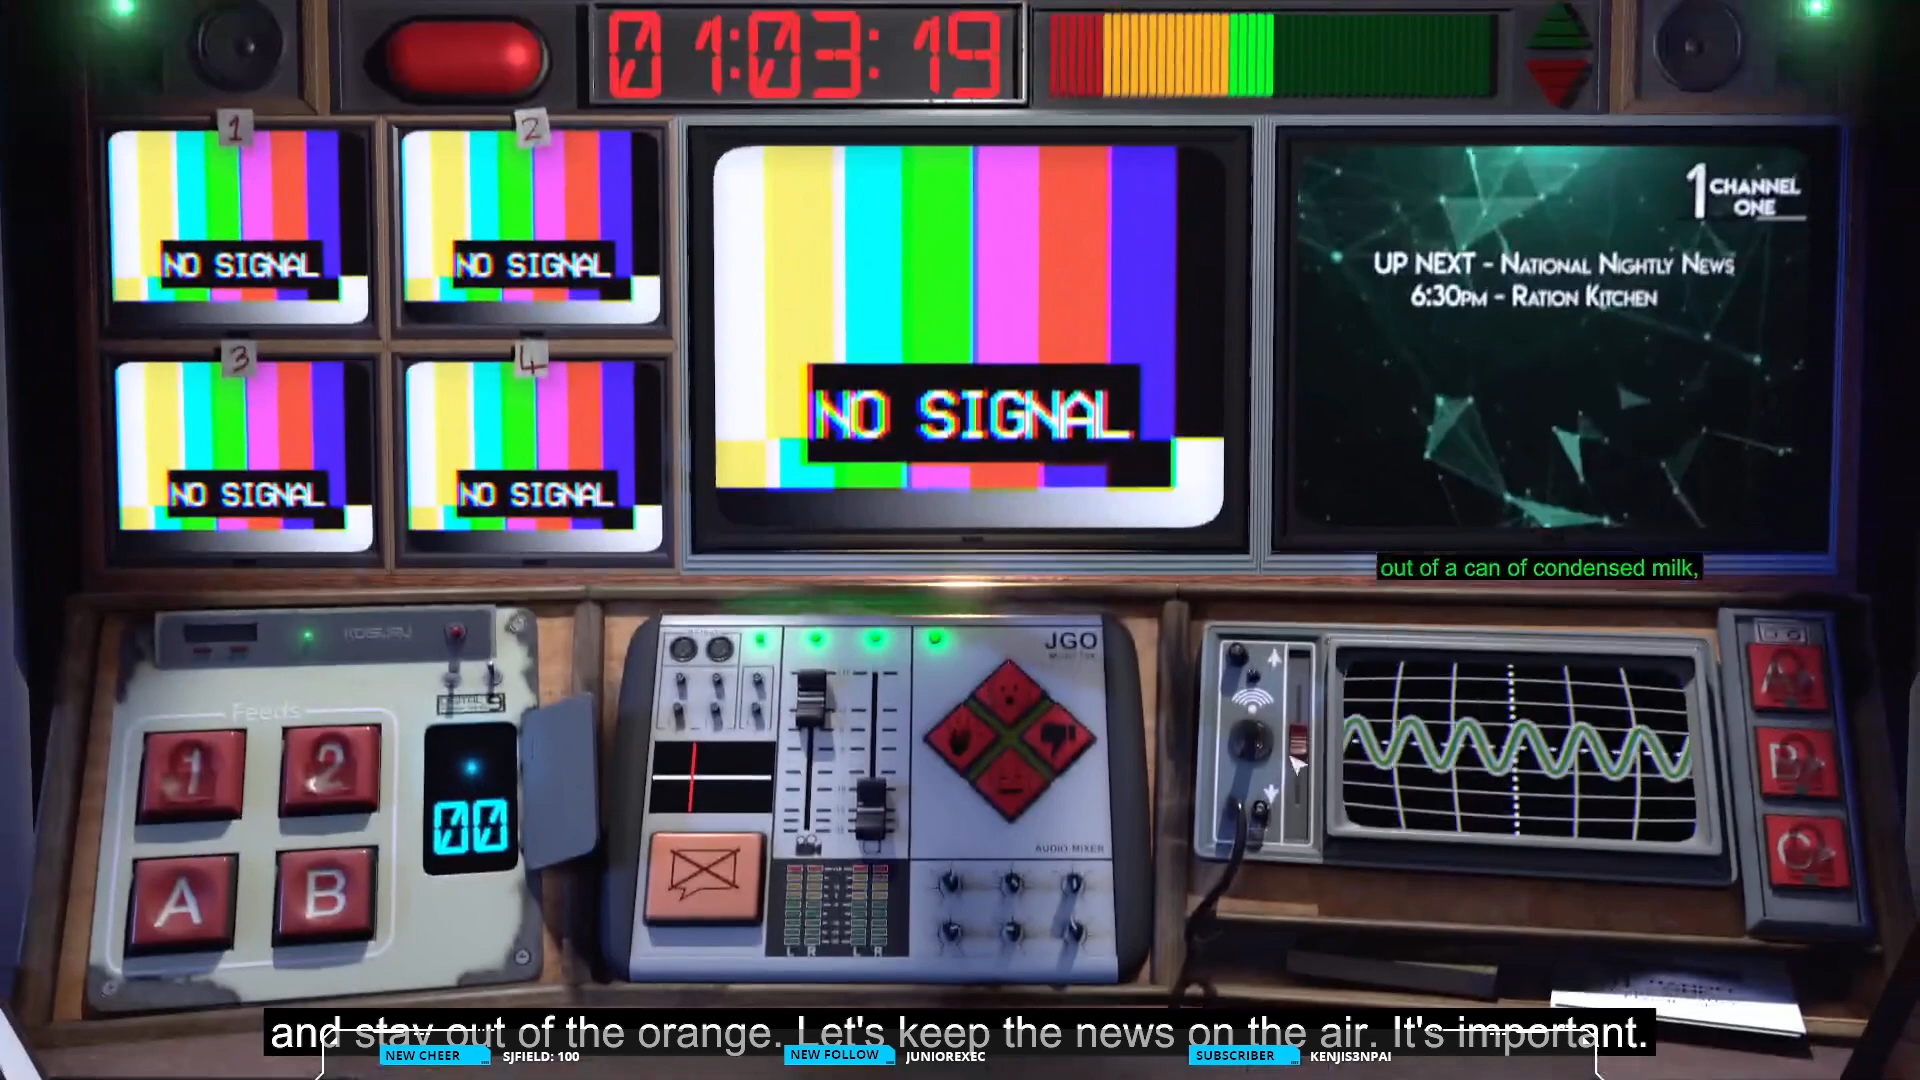 01:03:19
1
2
NO SIGNAL
NO SIGNAL
3
4
NO SIGNAL
NO SIGNAL
NO SIGNAL
1 CHANNEL
ONE
UP NEXT - NATIONAL NIGHTLY NEWS
6:30PM - RATION KITCHEN
out of a can of condensed milk,
Feeds
1
2
A
B
00
JGO
AUDIO MIXER
L R L R
A
B
C
and stay out of the orange. Let's keep the news on the air. It's important.
NEW CHEER SJFIELD: 100
NEW FOLLOW JUNIOREXEC
SUBSCRIBER KENJIS3NPAI